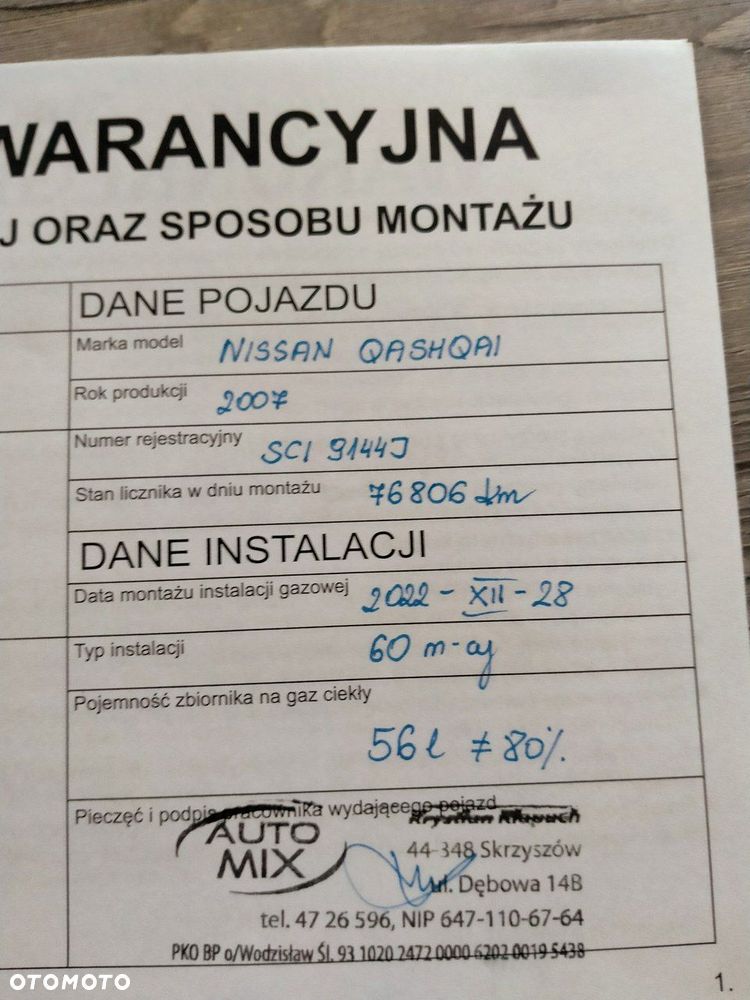 WARANCYJNA
J ORAZ SPOSOBU MONTAŻU
DANE POJAZDU
Marka model NISSAN QASHQAI
Rok produkcji 2007
Numer rejestracyjny SCI 9144J
Stan licznika w dniu montażu 76806 km
DANE INSTALACJI
Data montażu instalacji gazowej 2022-XII-28
Typ instalacji 60 m-cy
Pojemność zbiornika na gaz ciekły
56 l ≠ 80%
Pieczęć i podpis pracownika wydającego pojazd
AUTO
MIX
44-348 Skrzyszów
ul. Dębowa 14B
tel. 47 26 596, NIP 647-110-67-64
PKO BP o/Wodzisław Śl. 93 1020 2472 0000 6202 0019 5438
1.
OTOMOTO